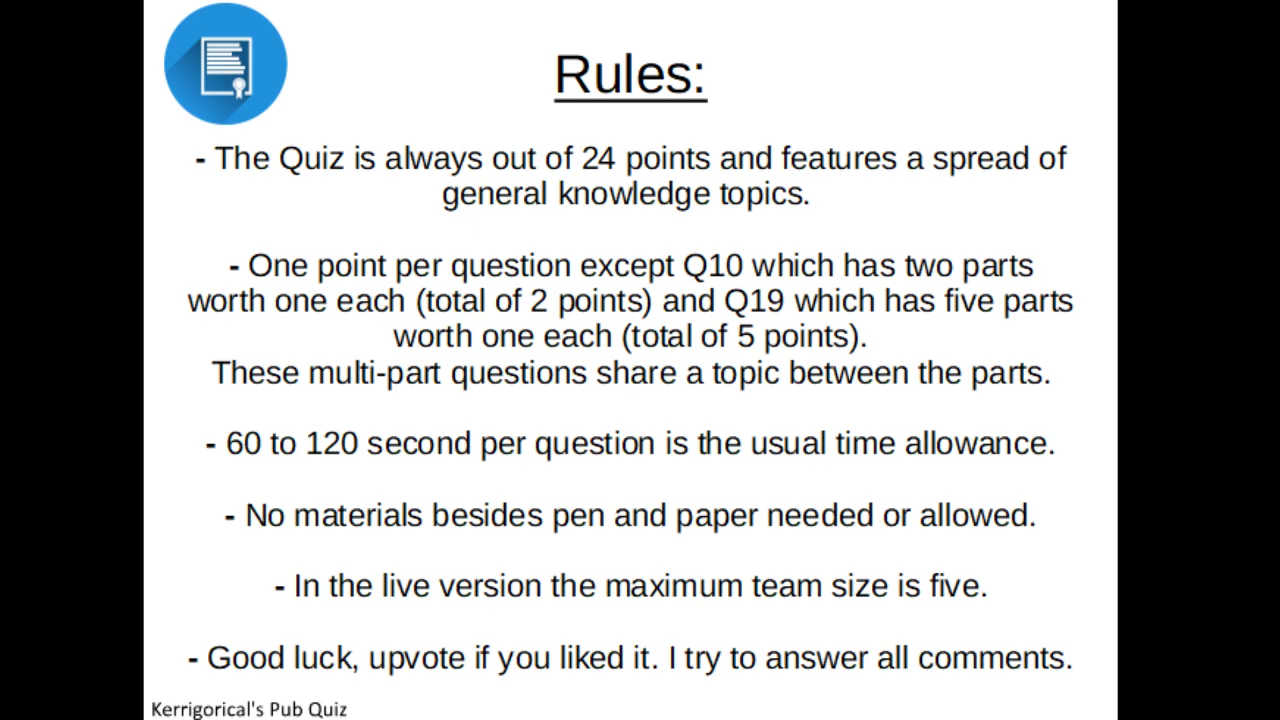 Rules:
- The Quiz is always out of 24 points and features a spread of
general knowledge topics.
- One point per question except Q10 which has two parts
worth one each (total of 2 points) and Q19 which has five parts
worth one each (total of 5 points).
These multi-part questions share a topic between the parts.
- 60 to 120 second per question is the usual time allowance.
- No materials besides pen and paper needed or allowed.
- In the live version the maximum team size is five.
- Good luck, upvote if you liked it. I try to answer all comments.
Kerrigorical's Pub Quiz